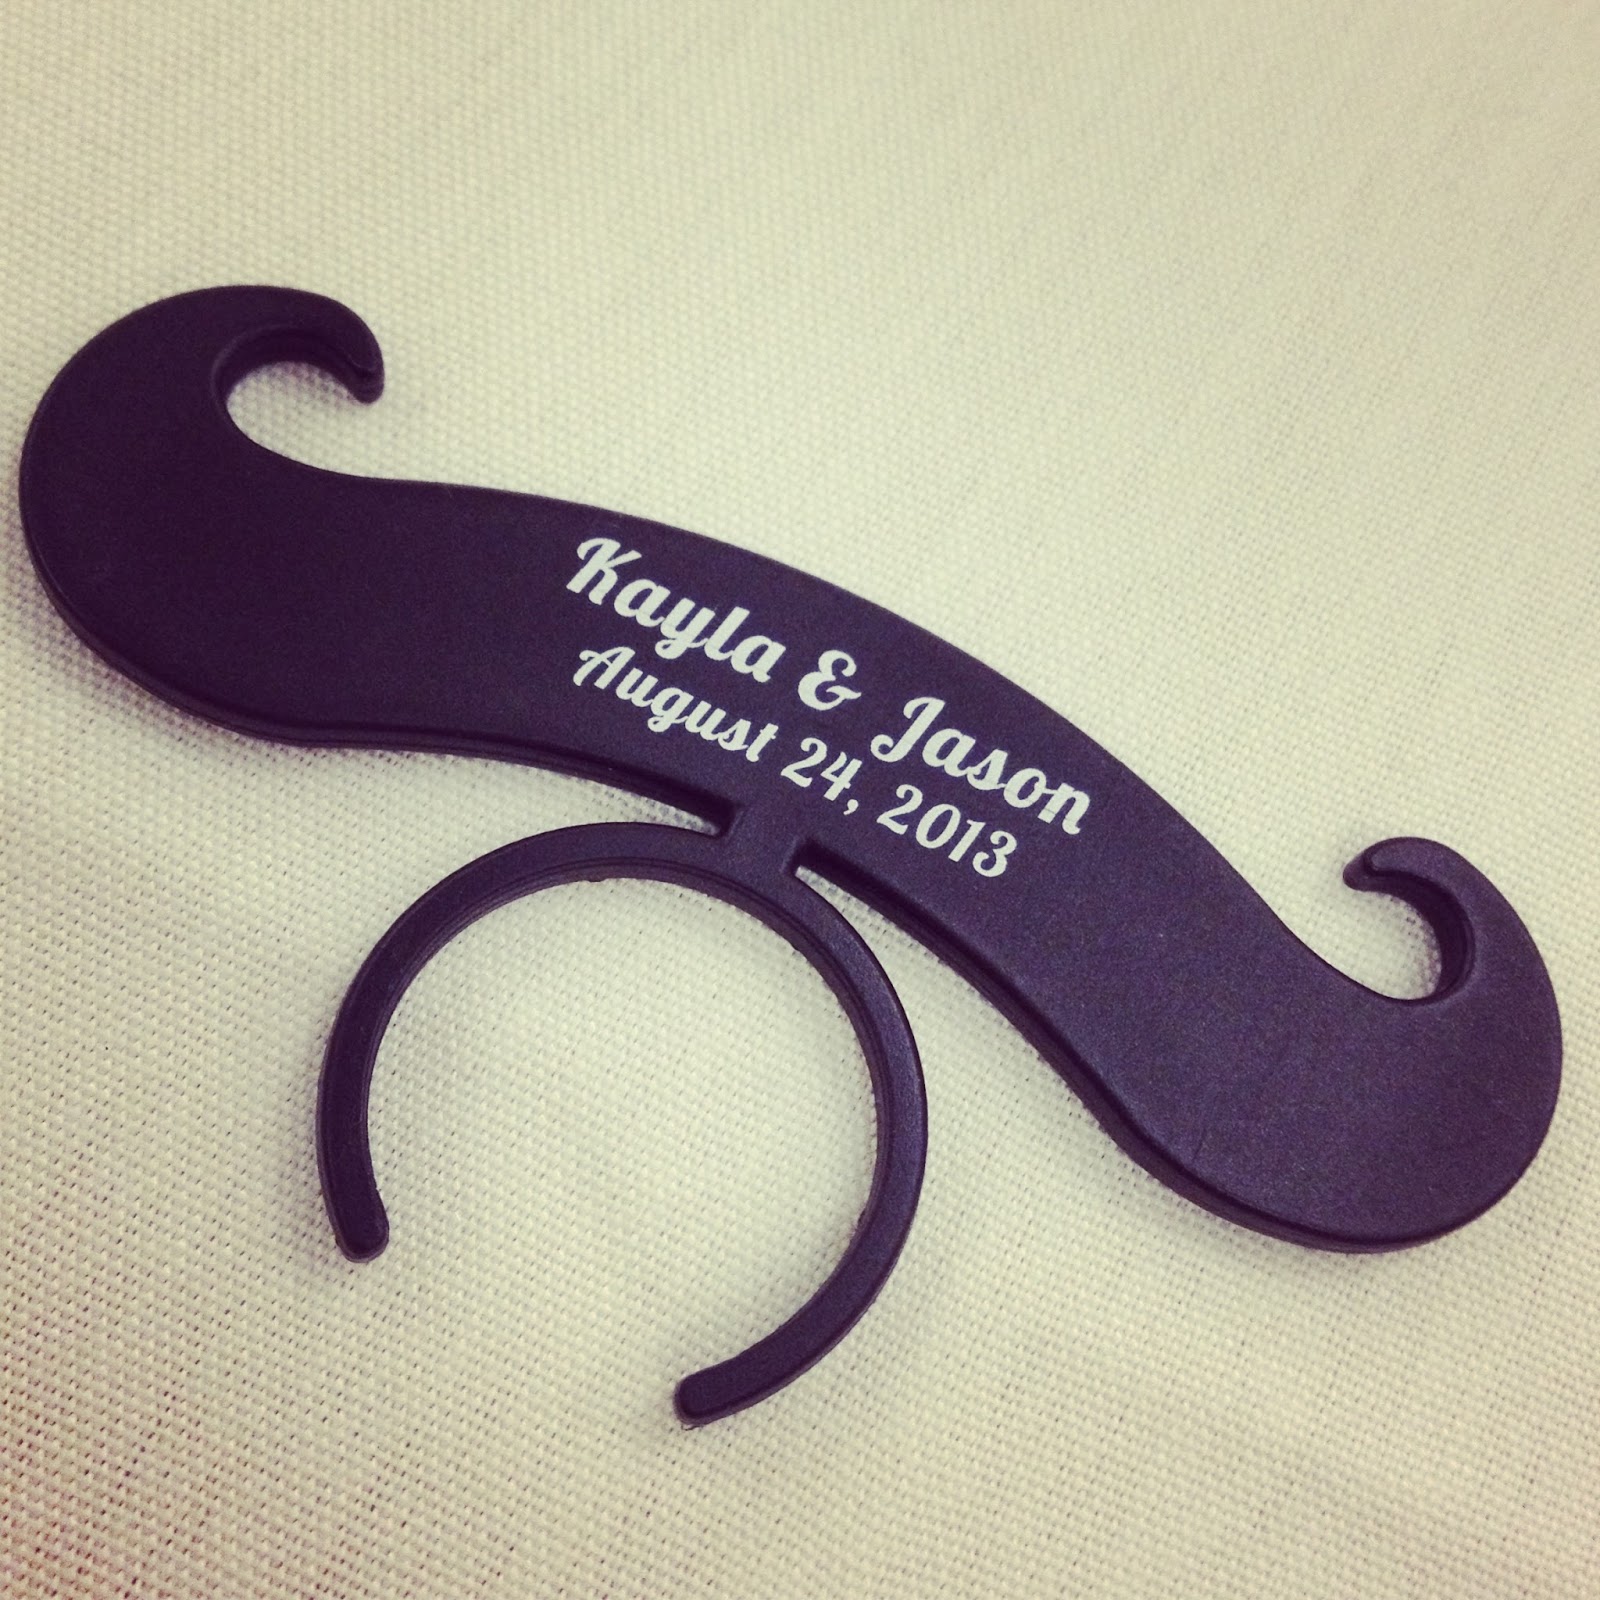 Kayla & Jason
August 24, 2013